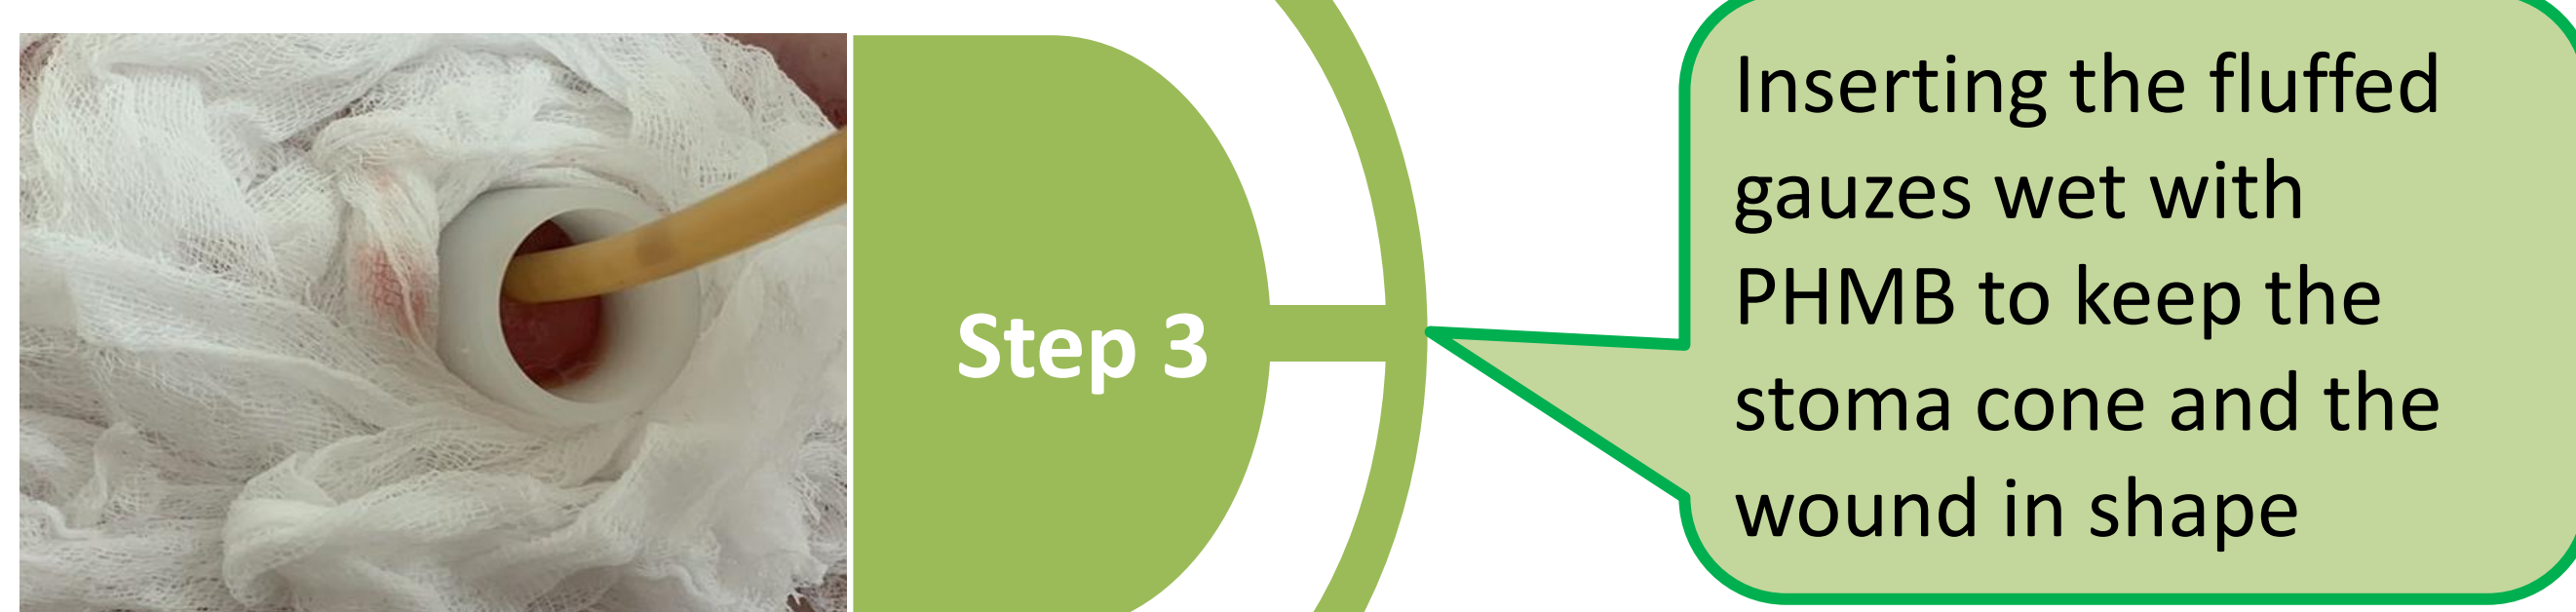 Step 3
Inserting the fluffed
gauzes wet with
PHMB to keep the
stoma cone and the
wound in shape